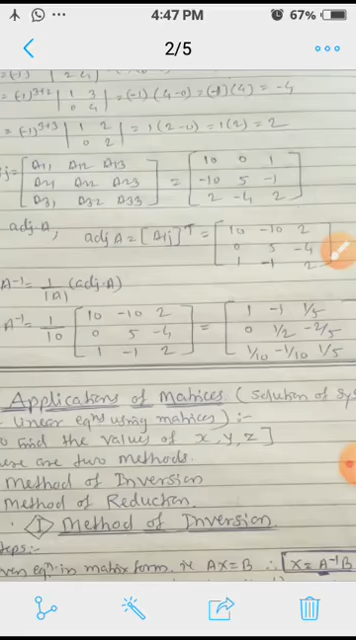 4:47 PM
67%
2/5
= (-1)^{3+2} | 1 3 | = (-1)(4-0) = (-1)(4) = -4
0 4
= (-1)^{3+3} | 1 2 | = 1(2-0) = 1(2) = 2
0 2
ij = [ A11 A12 A13 ] = [ 10 0 1 ]
A21 A22 A23 -10 5 -1
A31 A32 A33 2 -4 2
adj.A, adj A = [Aij]^T = [ 10 -10 2 ]
0 5 -4
1 -1 2
A^{-1} = 1/|A| (adj.A)
A^{-1} = 1/10 [ 10 -10 2 ] = [ 1 -1 1/5 ]
0 5 -4 0 1/2 -2/5
1 -1 2 1/10 -1/10 1/5
Applications of Matrices (Solution of sys
Linear eqns using matrices) :-
o find the values of x, y, z ]
here are two methods.
Method of Inversion
Method of Reduction
I Method of Inversion
steps:-
ven eqn in matrix form. ie AX=B ∴ X = A^{-1}B